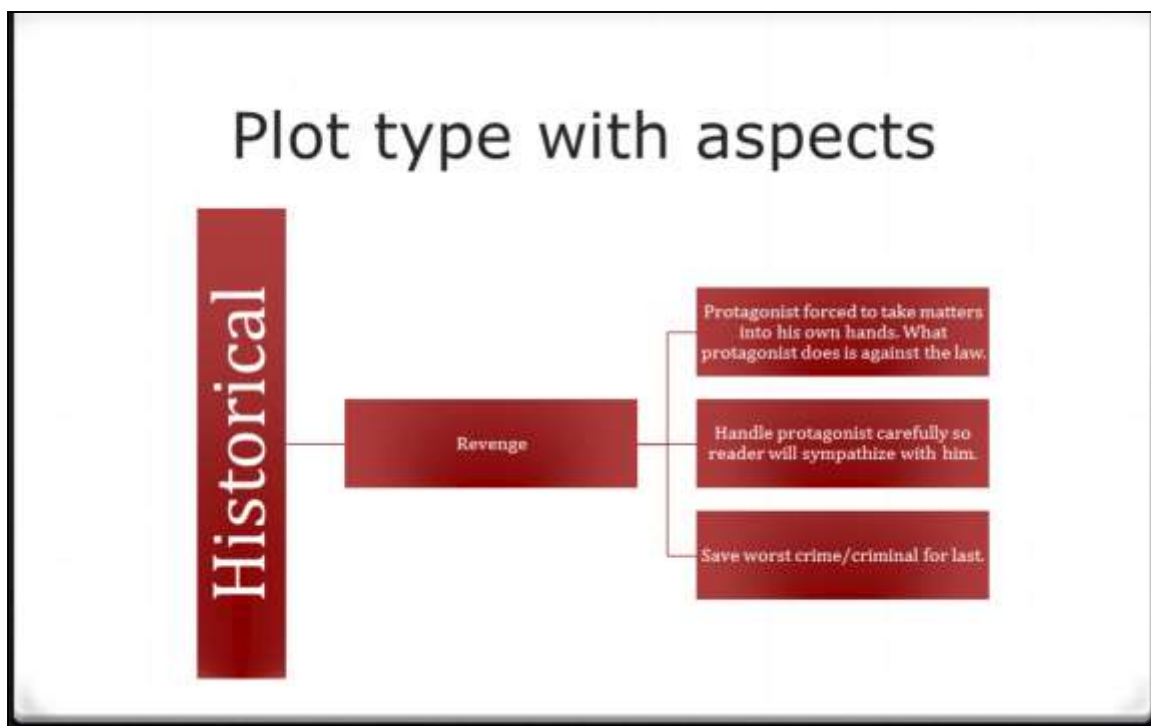 Plot type with aspects
Historical
Revenge
Protagonist forced to take matters
into his own hands. What
protagonist does is against the law.
Handle protagonist carefully so
reader will sympathize with him.
Save worst crime/criminal for last.